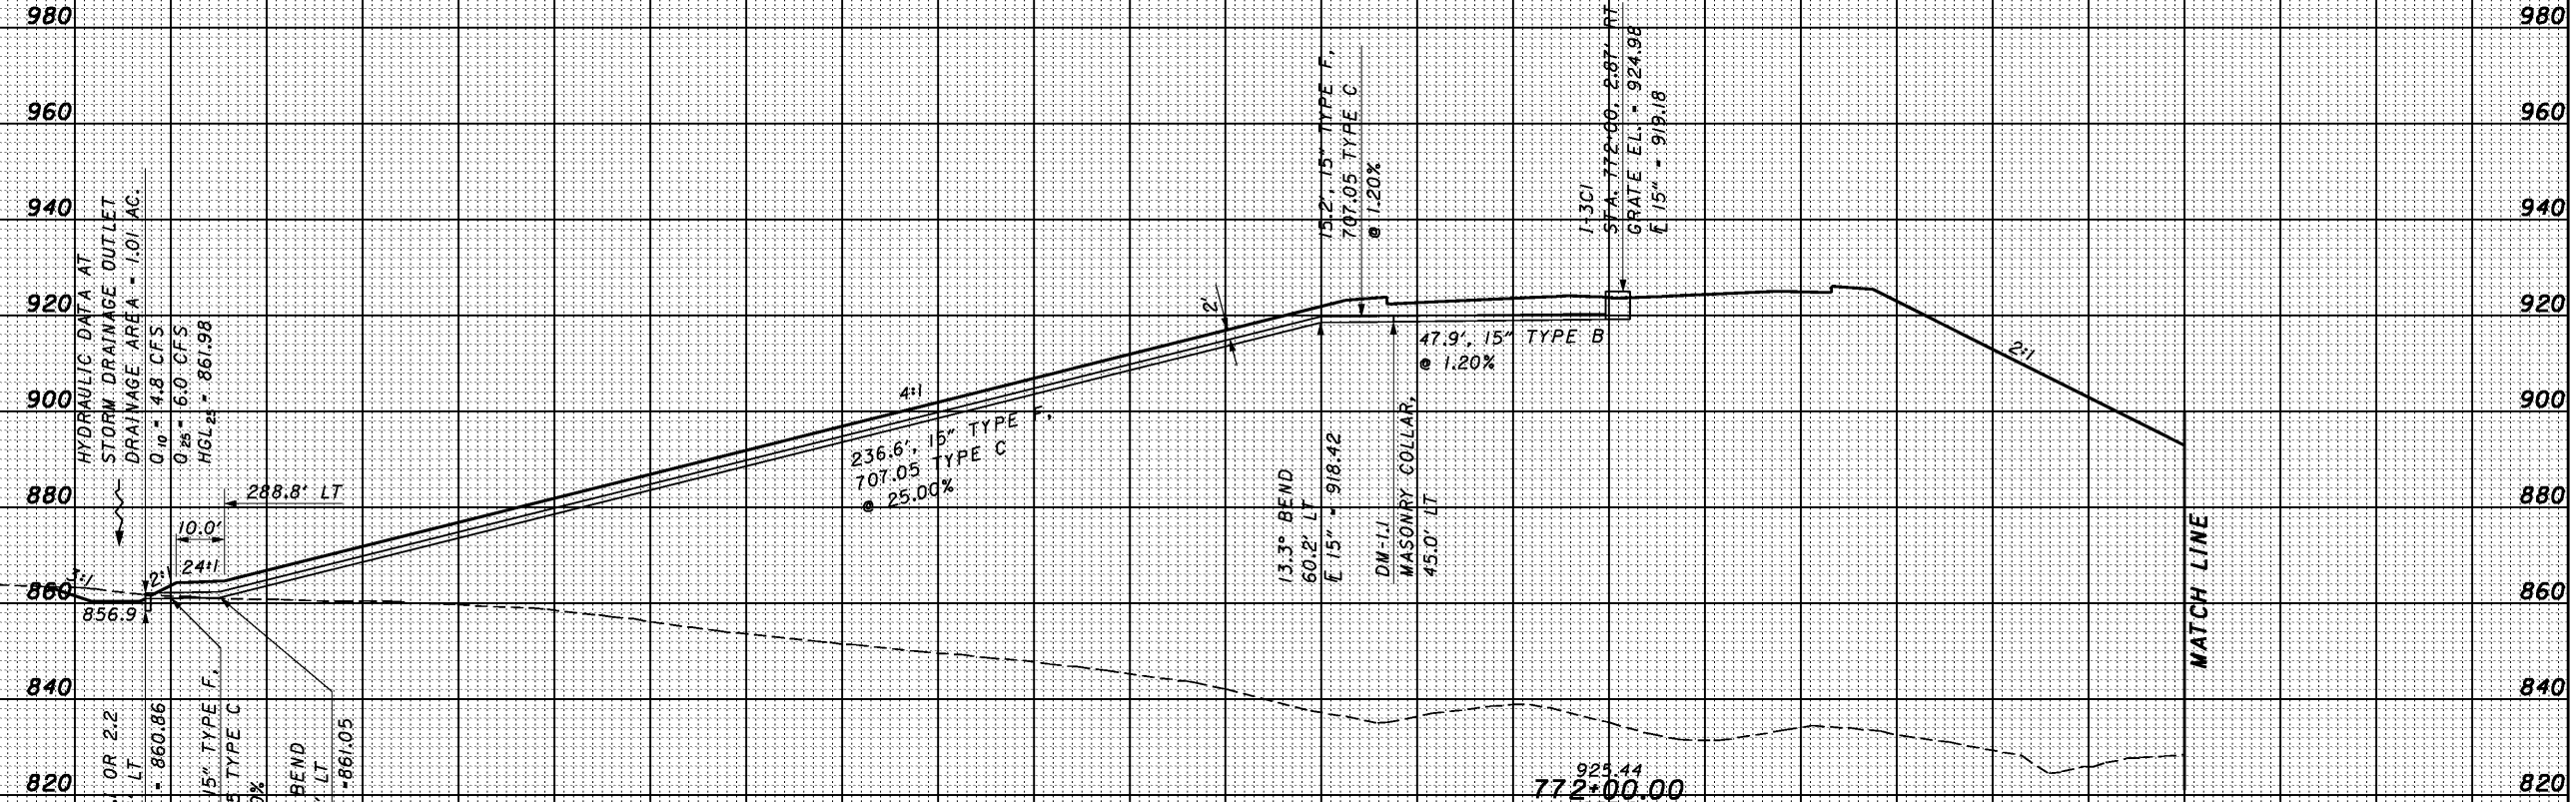 980
960
940
920
900
880
860
840
820
HYDRAULIC DATA AT
STORM DRAINAGE OUTLET
DRAINAGE AREA = 1.01 AC.
Q10 = 4.8 CFS
Q25 = 6.0 CFS
HGL25 = 861.98
288.8' LT
10.0'
24:1
2:1
3:1
856.9
OR 2.2
LT
= 860.86
15" TYPE F,
TYPE C
BEND
LT
=861.05
4:1
236.6', 15" TYPE F,
707.05 TYPE C
@ 25.00%
2'
15.2', 15" TYPE F,
707.05 TYPE C
@ 1.20%
13.3° BEND
60.2' LT
℄ 15" = 918.42
DM-1.1
MASONRY COLLAR,
45.0' LT
47.9', 15" TYPE B
@ 1.20%
1-3CI
STA. 772+00, 2.87' RT
GRATE EL. = 924.98
℄ 15" = 919.18
2:1
MATCH LINE
925.44
772+00.00
980
960
940
920
900
880
860
840
820